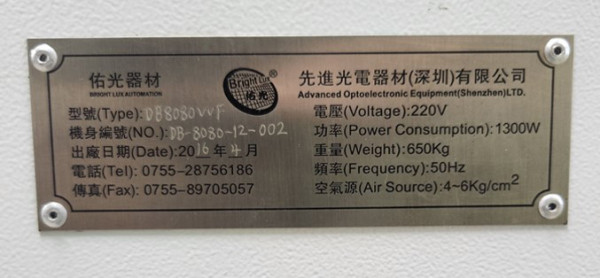 佑光器材
BRIGHT LUX AUTOMATION
Bright Lux
佑光
先進光電器材(深圳)有限公司
Advanced Optoelectronic Equipment(Shenzhen)LTD.
型號(Type): DB8080VVF
機身編號(NO.): DB-8080-12-002
出廠日期(Date): 2016年4月
電話(Tel): 0755-28756186
傳真(Fax): 0755-89705057
電壓(Voltage): 220V
功率(Power Consumption): 1300W
重量(Weight): 650Kg
頻率(Frequency): 50Hz
空氣源(Air Source): 4~6Kg/cm²